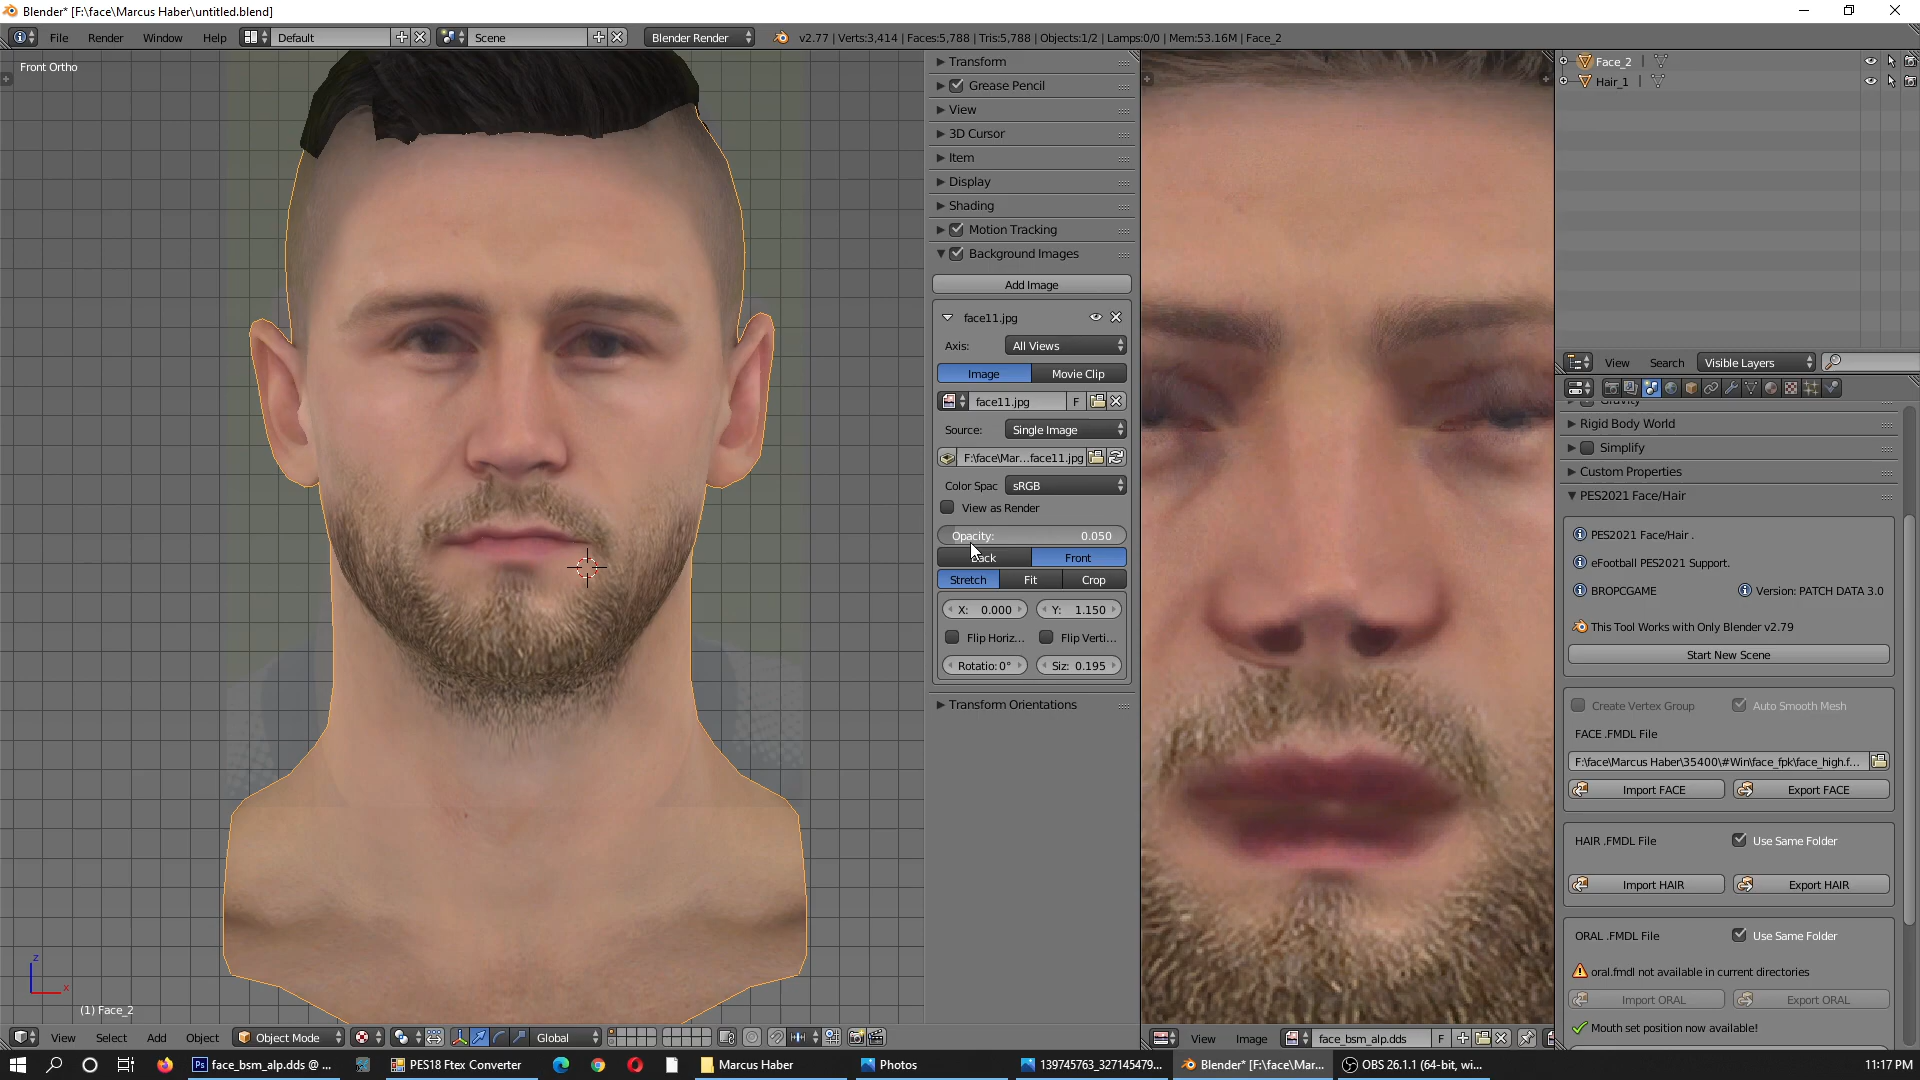 Blender* [F:\face\Marcus Haber\untitled.blend]
File Render Window Help Default Scene Blender Render v2.77 | Verts:3,414 | Faces:5,788 | Tris:5,788 | Objects:1/2 | Lamps:0/0 | Mem:53.16M | Face_2
Front Ortho
(1) Face_2
Transform
Grease Pencil
View
3D Cursor
Item
Display
Shading
Motion Tracking
Background Images
Add Image
face11.jpg
Axis: All Views
Image Movie Clip
face11.jpg F
Source: Single Image
F:\face\Mar...face11.jpg
Color Spac sRGB
View as Render
Opacity: 0.050
Front
Stretch Fit Crop
X: 0.000 Y: 1.150
Flip Horiz... Flip Verti...
Rotatio: 0° Siz: 0.195
Transform Orientations
Face_2
Hair_1
View Search Visible Layers
Rigid Body World
Simplify
Custom Properties
PES2021 Face/Hair
PES2021 Face/Hair .
eFootball PES2021 Support.
BROPCGAME Version: PATCH DATA 3.0
This Tool Works with Only Blender v2.79
Start New Scene
Create Vertex Group Auto Smooth Mesh
FACE .FMDL File
F:\face\Marcus Haber\35400\#Win\face_fpk\face_high.f...
Import FACE Export FACE
HAIR .FMDL File Use Same Folder
Import HAIR Export HAIR
ORAL .FMDL File Use Same Folder
oral.fmdl not available in current directories
Import ORAL Export ORAL
Mouth set position now available!
View Select Add Object Object Mode Global
View Image face_bsm_alp.dds F
z
x
face_bsm_alp.dds @ ... PES18 Ftex Converter Marcus Haber Photos 139745763_327145479... Blender* [F:\face\Mar... OBS 26.1.1 (64-bit, wi... 11:17 PM